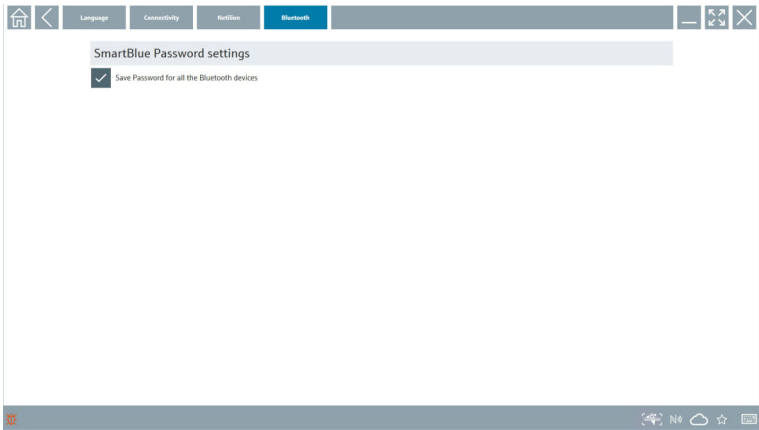 Language
Connectivity
Netilion
Bluetooth
SmartBlue Password settings
Save Password for all the Bluetooth devices